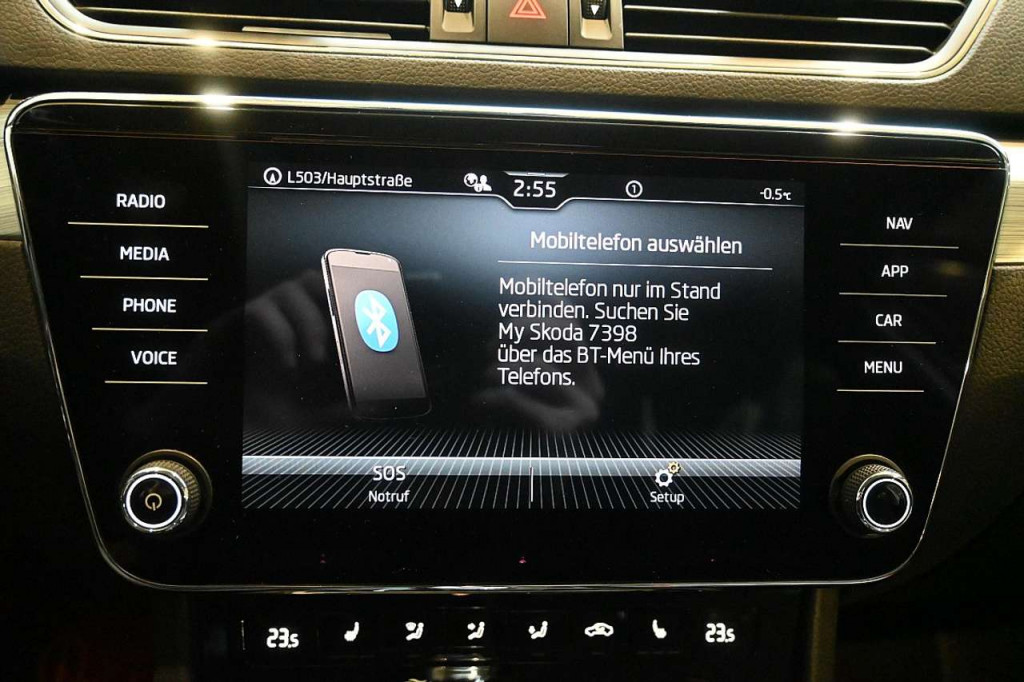 L503/Hauptstraße
2:55
1
-0.5°C
RADIO
MEDIA
PHONE
VOICE
Mobiltelefon auswählen
Mobiltelefon nur im Stand
verbinden. Suchen Sie
My Skoda 7398
über das BT-Menü Ihres
Telefons.
NAV
APP
CAR
MENU
SOS
Notruf
Setup
23.5
23.5